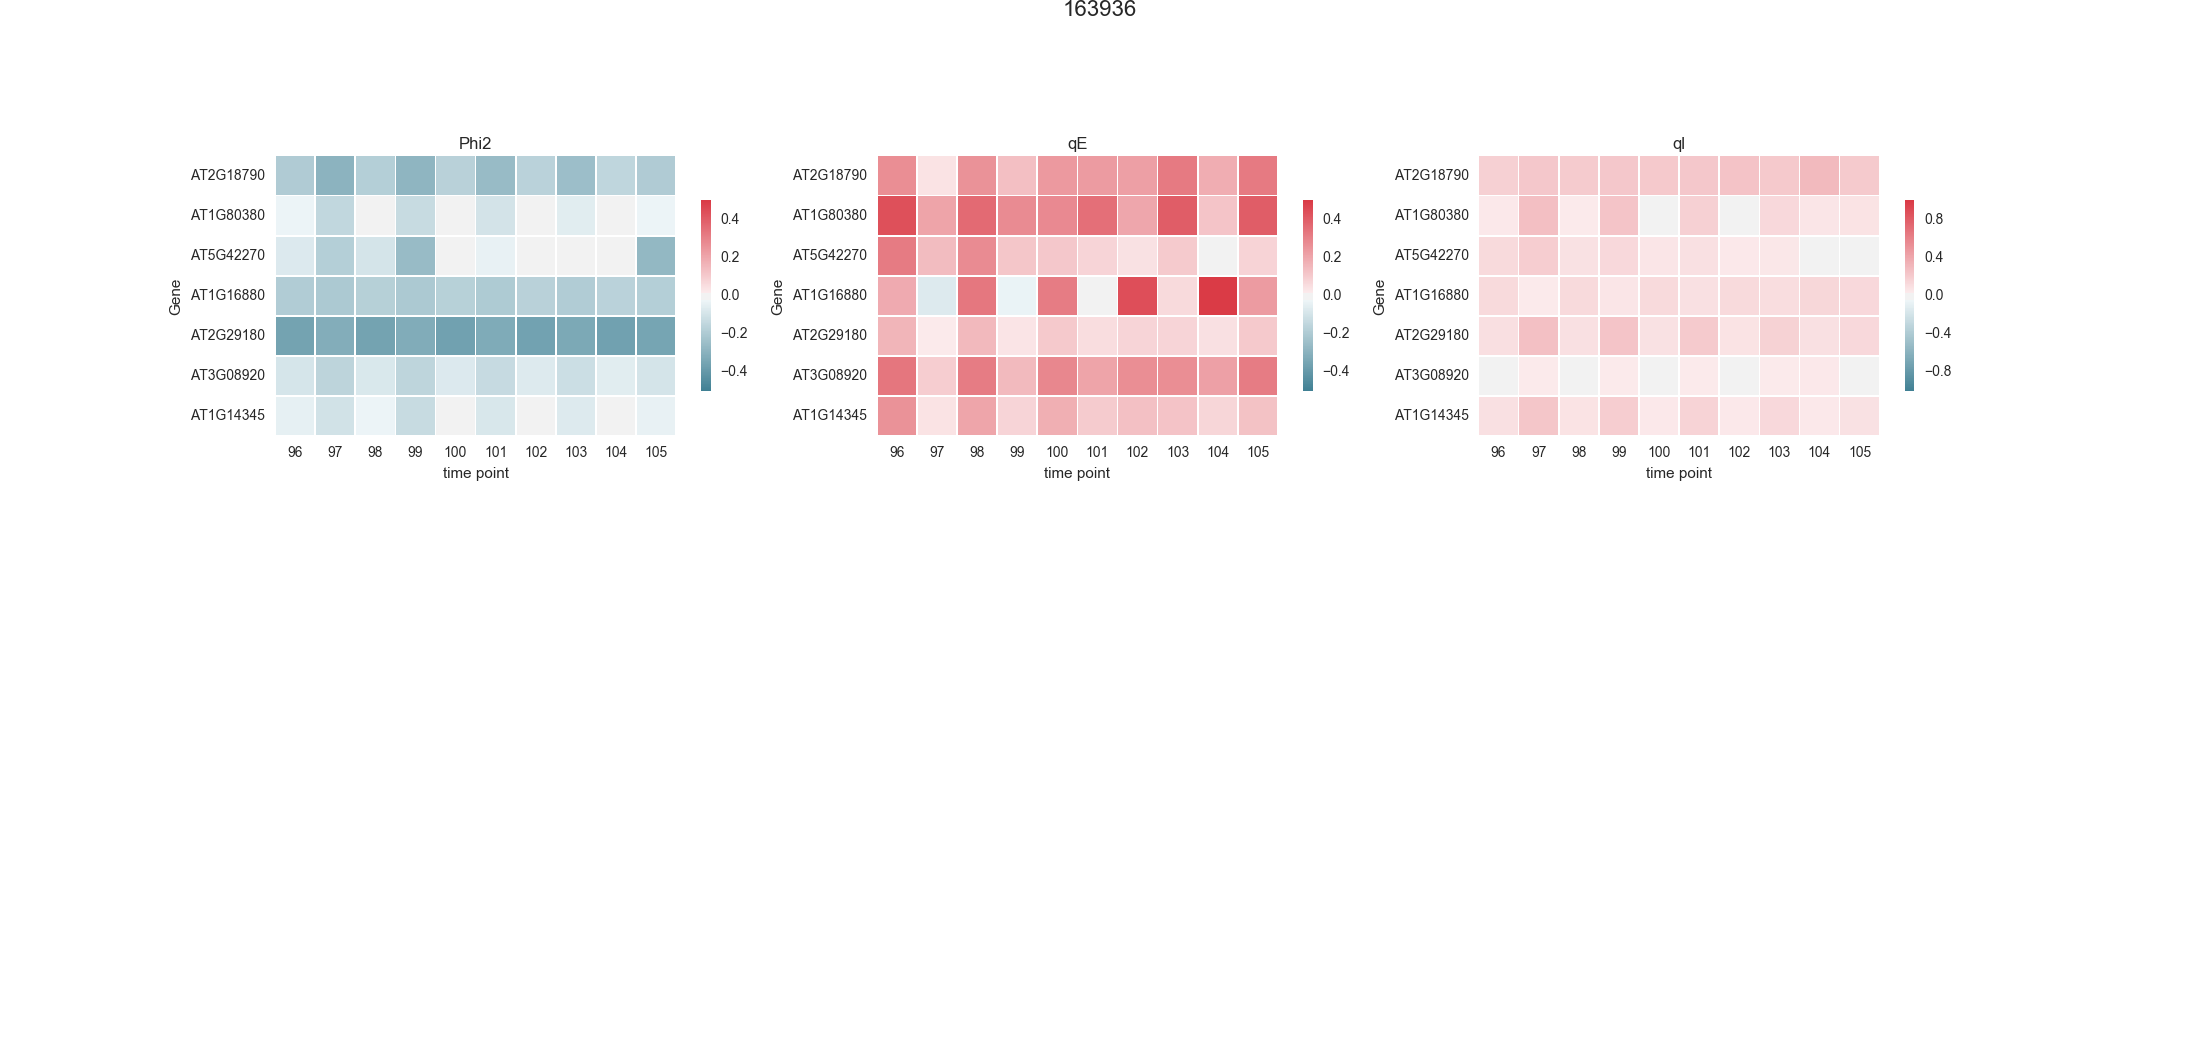 163936
Phi2
AT2G18790
AT1G80380
AT5G42270
AT1G16880
AT2G29180
AT3G08920
AT1G14345
Gene
96 97 98 99 100 101 102 103 104 105
time point
0.4
0.2
0.0
−0.2
−0.4
qE
AT2G18790
AT1G80380
AT5G42270
AT1G16880
AT2G29180
AT3G08920
AT1G14345
Gene
96 97 98 99 100 101 102 103 104 105
time point
0.4
0.2
0.0
−0.2
−0.4
qI
AT2G18790
AT1G80380
AT5G42270
AT1G16880
AT2G29180
AT3G08920
AT1G14345
Gene
96 97 98 99 100 101 102 103 104 105
time point
0.8
0.4
0.0
−0.4
−0.8